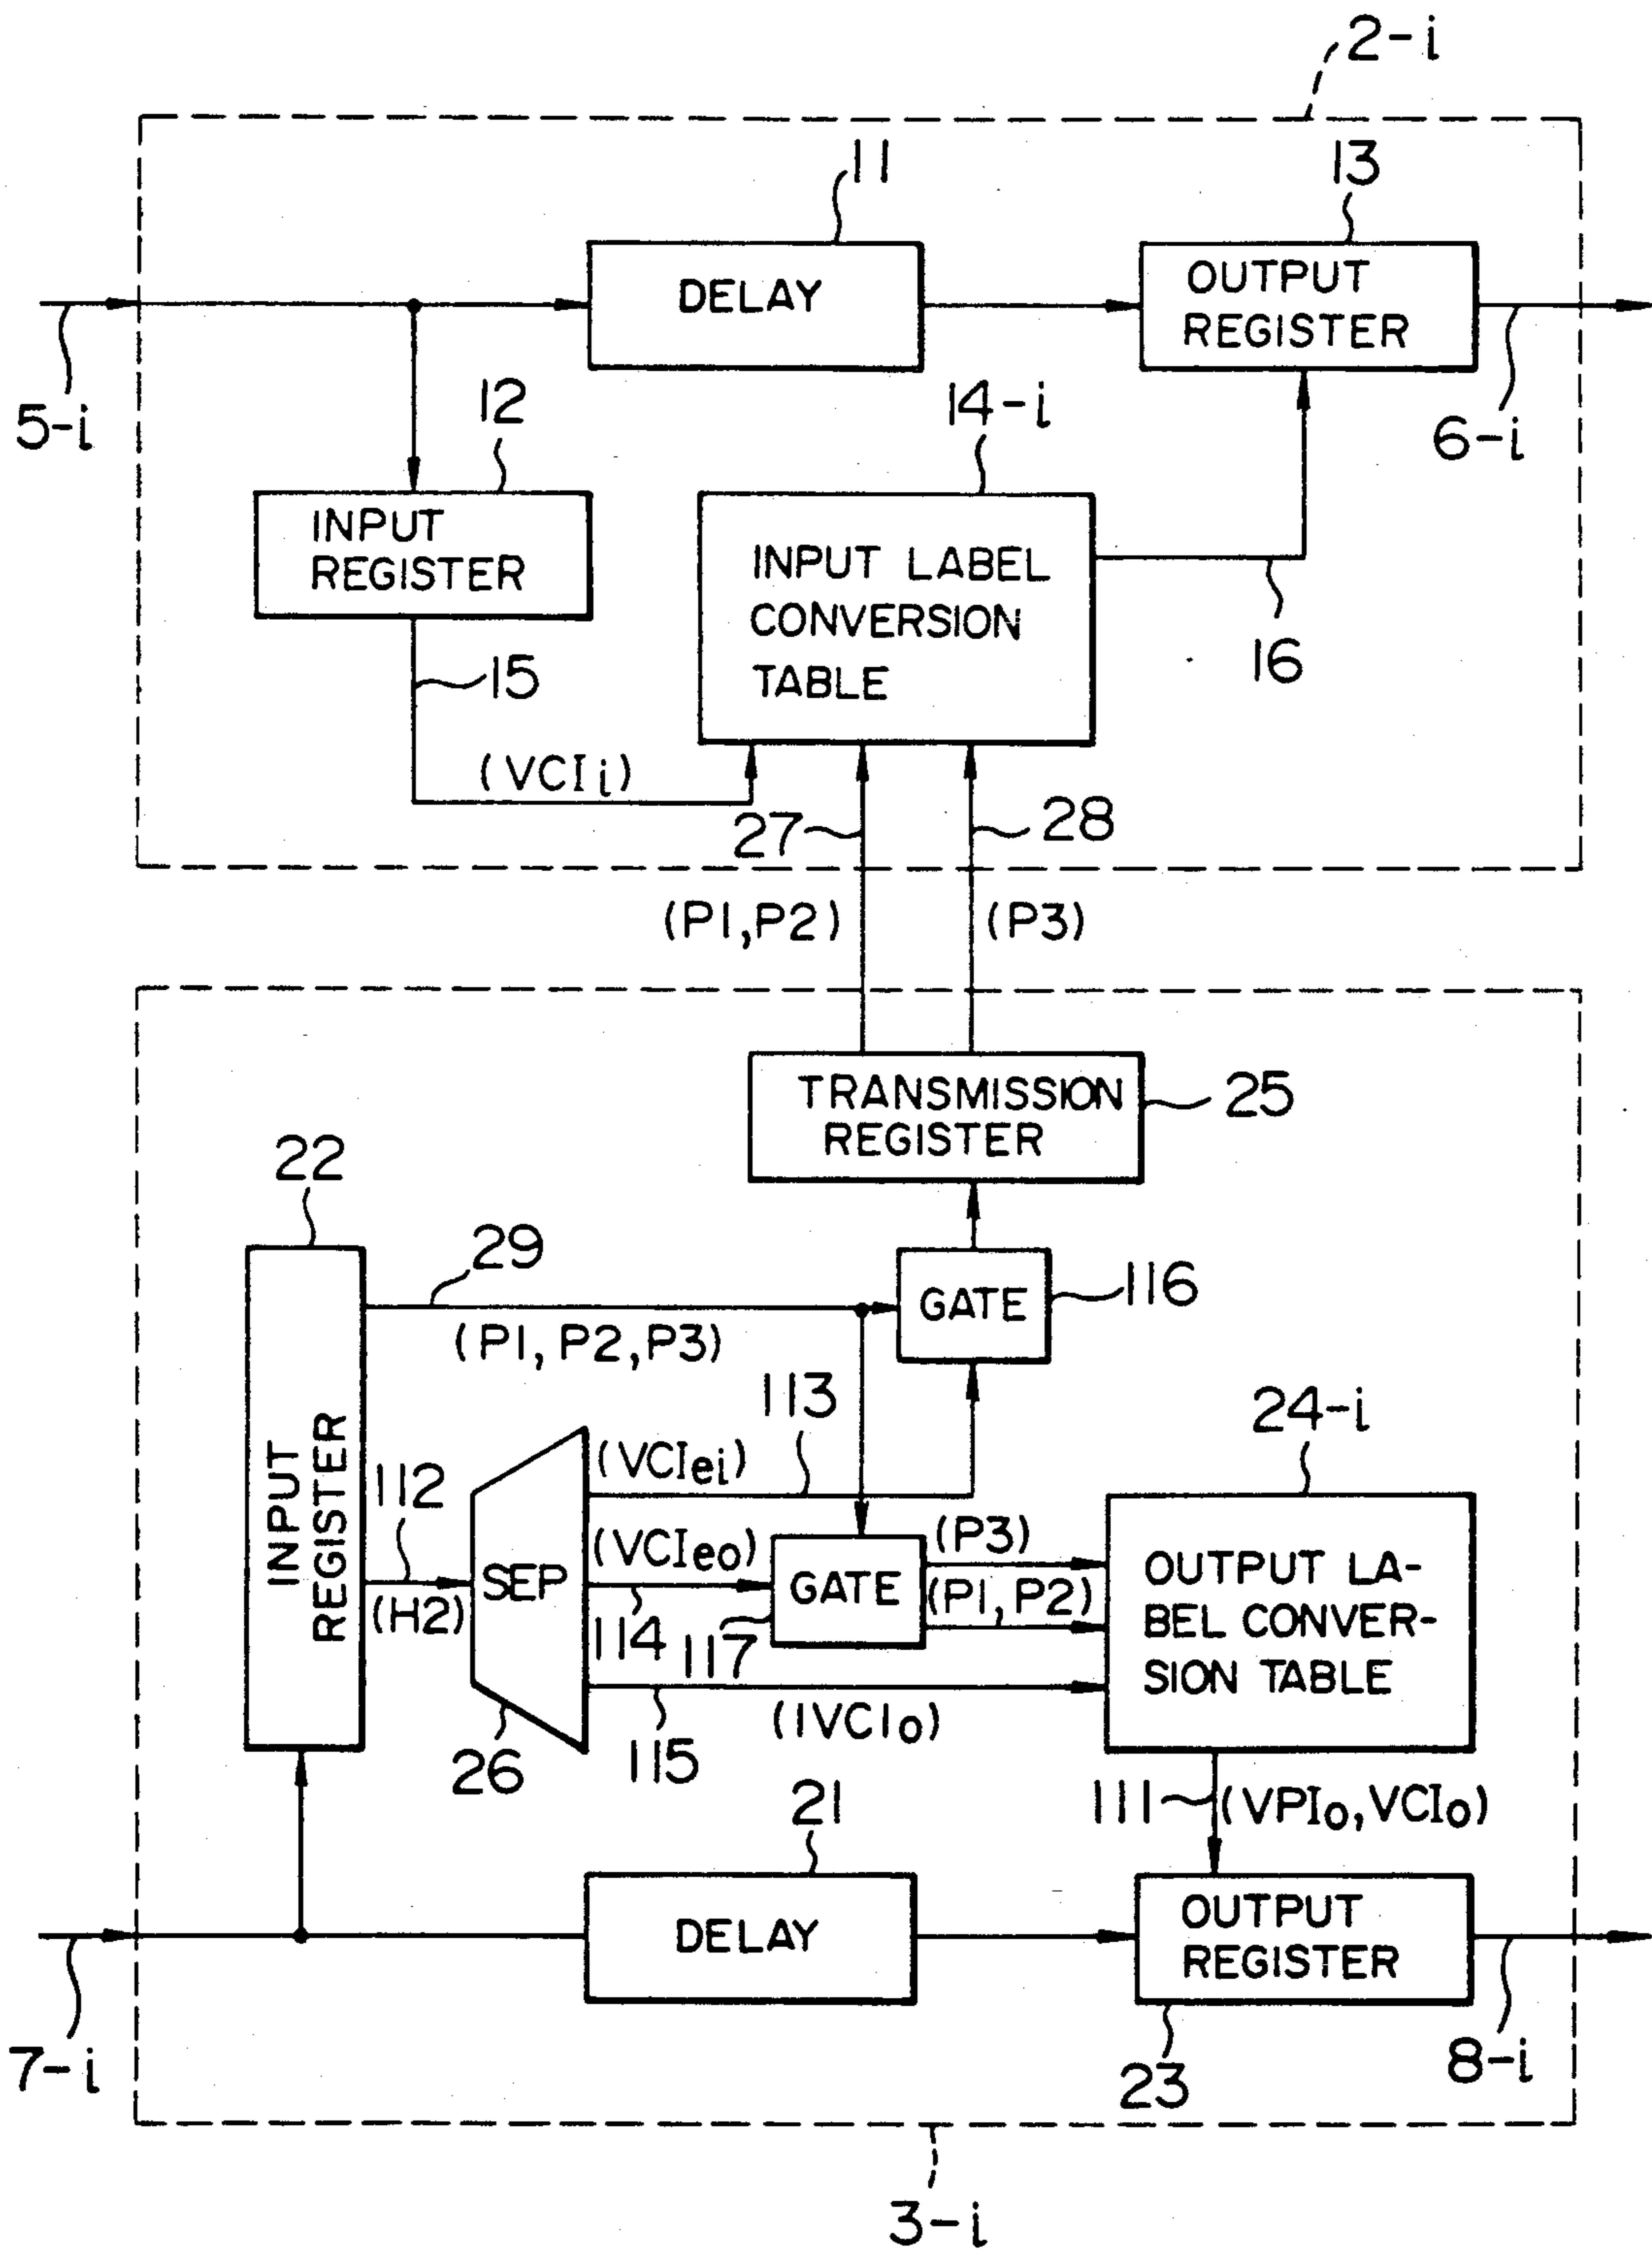 2-i
11
13
DELAY
OUTPUT
REGISTER
5-i
12
14-i
6-i
INPUT
REGISTER
INPUT LABEL
CONVERSION
TABLE
15
16
(VCIi)
27
28
(P1,P2)
(P3)
TRANSMISSION
REGISTER
25
22
29
GATE
116
(P1,P2,P3)
113
24-i
INPUT
REGISTER
112
(VCIei)
(H2)
SEP
(VCIeo)
GATE
(P3)
(P1,P2)
OUTPUT LA-
BEL CONVER-
SION TABLE
114
117
26
115
(IVCIo)
21
111
(VPIo,VCIo)
DELAY
OUTPUT
REGISTER
7-i
23
8-i
3-i